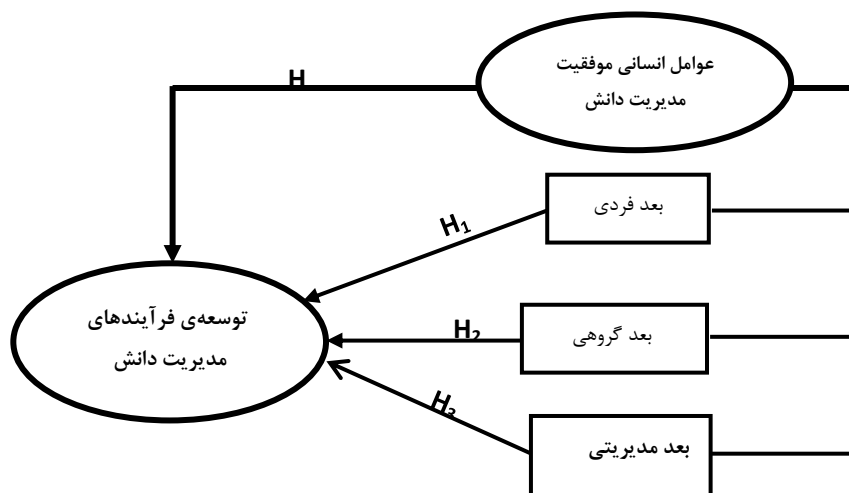 عوامل انسانی موفقیت
مدیریت دانش
H
بعد فردی
H₁
توسعه‌ی فرآیندهای
مدیریت دانش
بعد گروهی
H₂
بعد مدیریتی
H₃